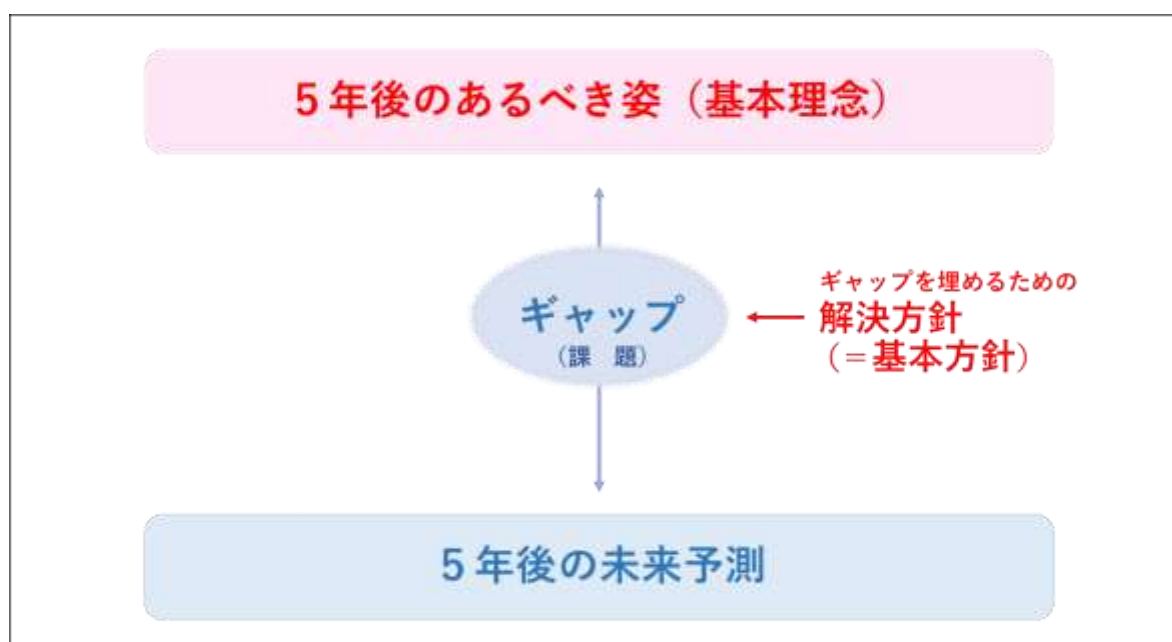 ５年後のあるべき姿（基本理念）
ギャップ
（課　題）
ギャップを埋めるための
解決方針
（＝基本方針）
５年後の未来予測